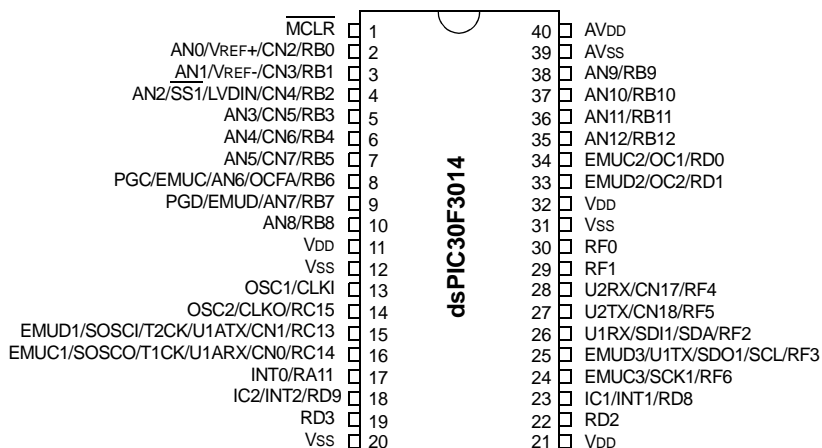 MCLR 1 40 AVDD
AN0/VREF+/CN2/RB0 2 39 AVSS
AN1/VREF-/CN3/RB1 3 38 AN9/RB9
AN2/SS1/LVDIN/CN4/RB2 4 37 AN10/RB10
AN3/CN5/RB3 5 36 AN11/RB11
AN4/CN6/RB4 6 35 AN12/RB12
AN5/CN7/RB5 7 34 EMUC2/OC1/RD0
PGC/EMUC/AN6/OCFA/RB6 8 33 EMUD2/OC2/RD1
PGD/EMUD/AN7/RB7 9 32 VDD
AN8/RB8 10 31 VSS
VDD 11 30 RF0
VSS 12 29 RF1
OSC1/CLKI 13 28 U2RX/CN17/RF4
OSC2/CLKO/RC15 14 27 U2TX/CN18/RF5
EMUD1/SOSCI/T2CK/U1ATX/CN1/RC13 15 26 U1RX/SDI1/SDA/RF2
EMUC1/SOSCO/T1CK/U1ARX/CN0/RC14 16 25 EMUD3/U1TX/SDO1/SCL/RF3
INT0/RA11 17 24 EMUC3/SCK1/RF6
IC2/INT2/RD9 18 23 IC1/INT1/RD8
RD3 19 22 RD2
VSS 20 21 VDD
dsPIC30F3014